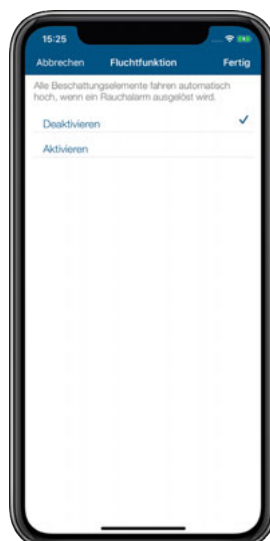 15:25
Abbrechen Fluchtfunktion Fertig
Alle Beschattungselemente fahren automatisch
hoch, wenn ein Rauchalarm ausgelöst wird.
Deaktivieren
Aktivieren